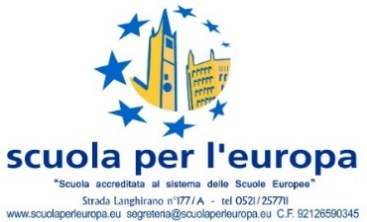 scuola per l'europa
"Scuola accreditata al sistema delle Scuole Europee"
Strada Langhirano n°177/A - tel 0521/257711
www.scuolaperleuropa.eu segreteria@scuolaperleuropa.eu C.F. 92126590345